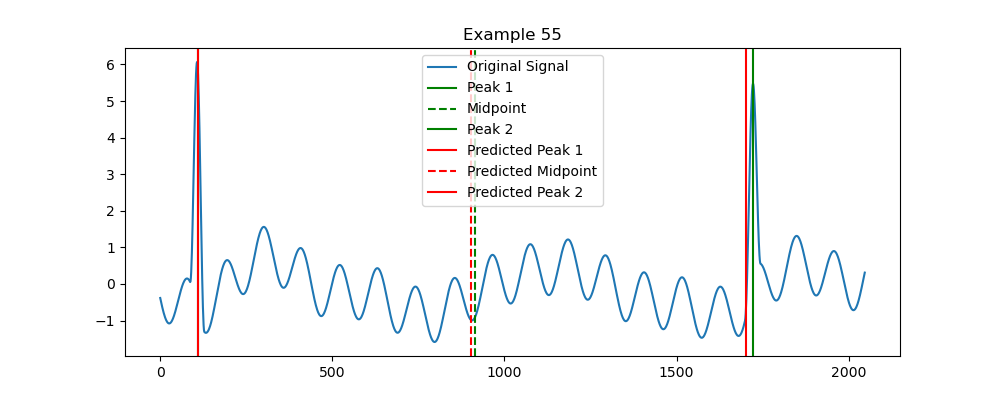 Example 55
Original Signal
Peak 1
Midpoint
Peak 2
Predicted Peak 1
Predicted Midpoint
Predicted Peak 2
6
5
4
3
2
1
0
−1
0 500 1000 1500 2000